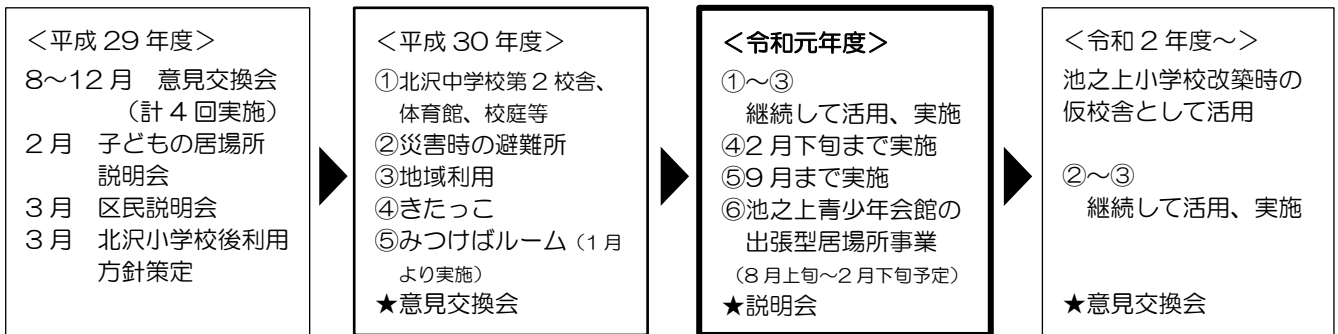 ＜平成 29 年度＞
8～12 月　意見交換会
（計 4 回実施）
2 月　子どもの居場所
説明会
3 月　区民説明会
3 月　北沢小学校後利用
方針策定
＜平成 30 年度＞
①北沢中学校第 2 校舎、
体育館、校庭等
②災害時の避難所
③地域利用
④きたっこ
⑤みつけばルーム（1 月
より実施）
★意見交換会
＜令和元年度＞
①～③
継続して活用、実施
④2 月下旬まで実施
⑤9 月まで実施
⑥池之上青少年会館の
出張型居場所事業
（8 月上旬～2 月下旬予定）
★説明会
＜令和 2 年度～＞
池之上小学校改築時の
仮校舎として活用
②～③
継続して活用、実施
★意見交換会